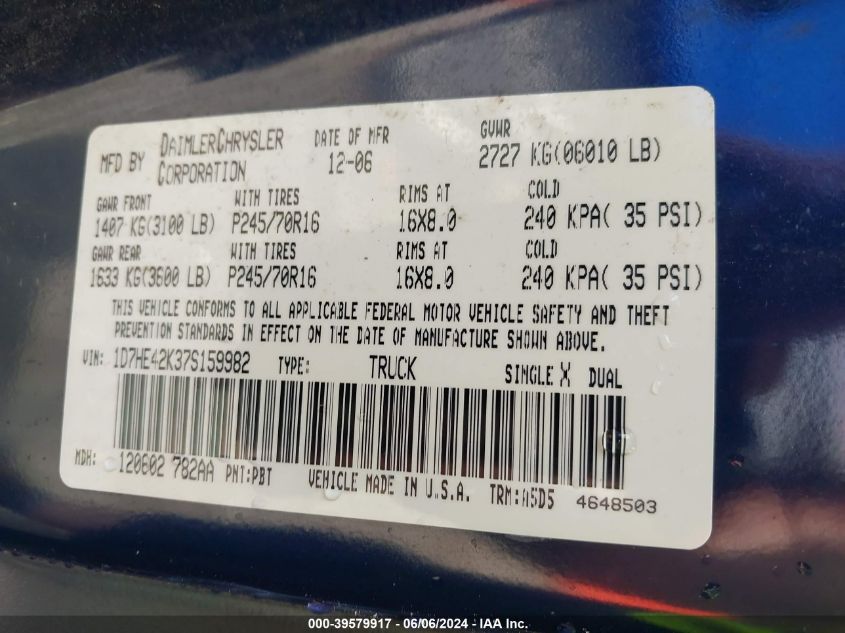 MFD BY DAIMLERCHRYSLER CORPORATION DATE OF MFR 12-06 GVWR 2727 KG(06010 LB)
GAWR FRONT WITH TIRES RIMS AT COLD
1407 KG(3100 LB) P245/70R16 16X8.0 240 KPA( 35 PSI)
GAWR REAR WITH TIRES RIMS AT COLD
1633 KG(3600 LB) P245/70R16 16X8.0 240 KPA( 35 PSI)
THIS VEHICLE CONFORMS TO ALL APPLICABLE FEDERAL MOTOR VEHICLE SAFETY AND THEFT
PREVENTION STANDARDS IN EFFECT ON THE DATE OF MANUFACTURE SHOWN ABOVE.
VIN: 1D7HE42K37S159982 TYPE: TRUCK SINGLE X DUAL
MDH: 120602 782AA PNT:PBT VEHICLE MADE IN U.S.A. TRM:A5D5 4648503
000-39579917 - 06/06/2024 - IAA Inc.